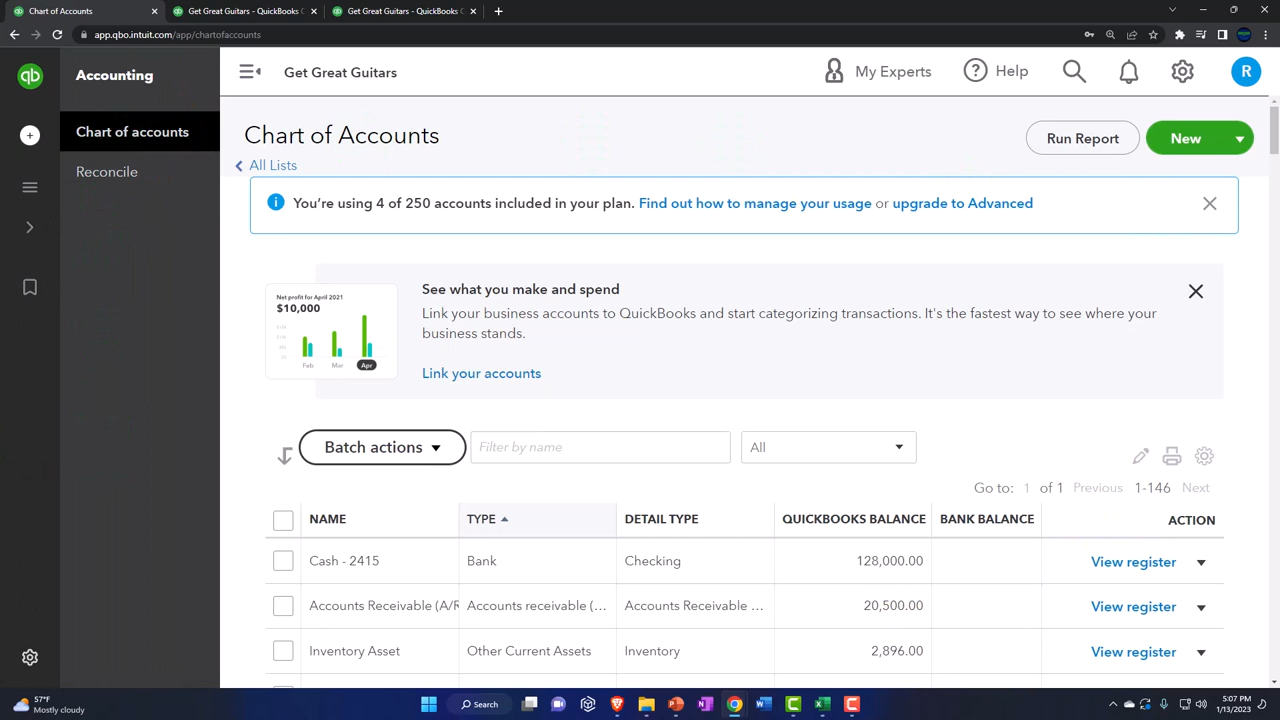 Chart of Accounts
Get Great Guitars - QuickBooks C
Get Great Guitars - QuickBooks C
app.qbo.intuit.com/app/chartofaccounts
qb
Accounting
Get Great Guitars
My Experts
Help
R
Chart of accounts
Reconcile
Chart of Accounts
All Lists
Run Report
New
You're using 4 of 250 accounts included in your plan. Find out how to manage your usage or upgrade to Advanced
Net profit for April 2021
$10,000
Feb
Mar
Apr
See what you make and spend
Link your business accounts to QuickBooks and start categorizing transactions. It's the fastest way to see where your
business stands.
Link your accounts
Batch actions
Filter by name
All
Go to: 1 of 1 Previous 1-146 Next
NAME TYPE DETAIL TYPE QUICKBOOKS BALANCE BANK BALANCE ACTION
Cash - 2415 Bank Checking 128,000.00 View register
Accounts Receivable (A/R Accounts receivable (... Accounts Receivable ... 20,500.00 View register
Inventory Asset Other Current Assets Inventory 2,896.00 View register
57°F
Mostly cloudy
Search
5:07 PM
1/13/2023